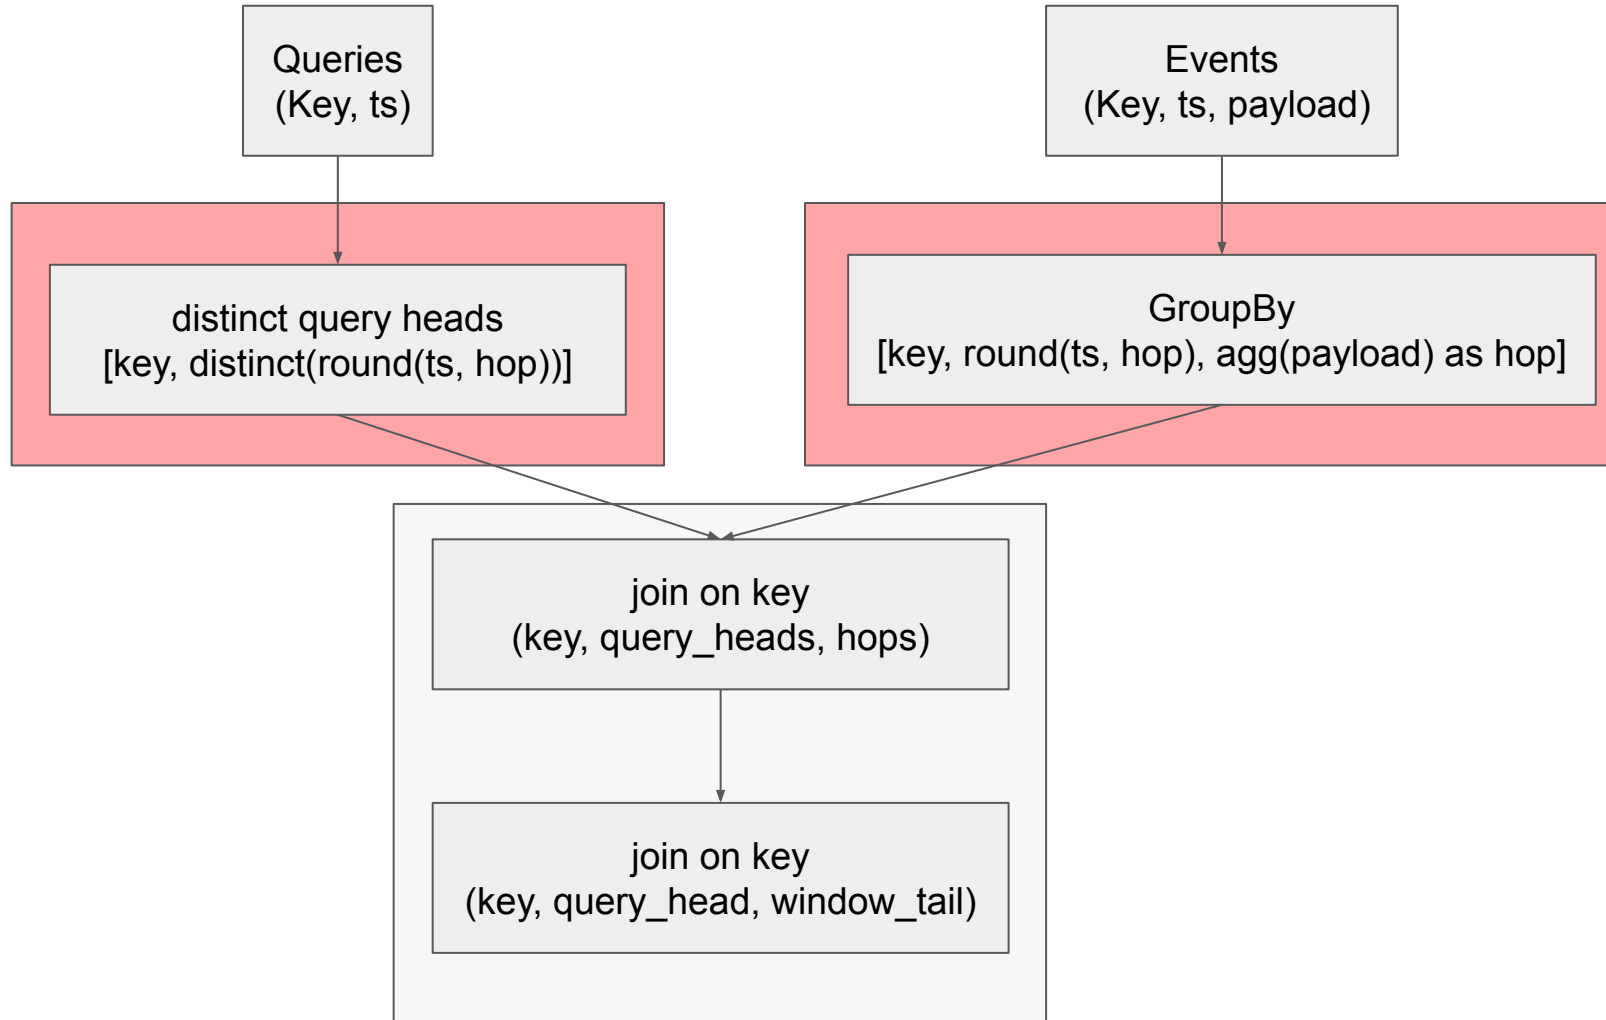 Queries
(Key, ts)
Events
(Key, ts, payload)
distinct query heads
[key, distinct(round(ts, hop))]
GroupBy
[key, round(ts, hop), agg(payload) as hop]
join on key
(key, query_heads, hops)
join on key
(key, query_head, window_tail)